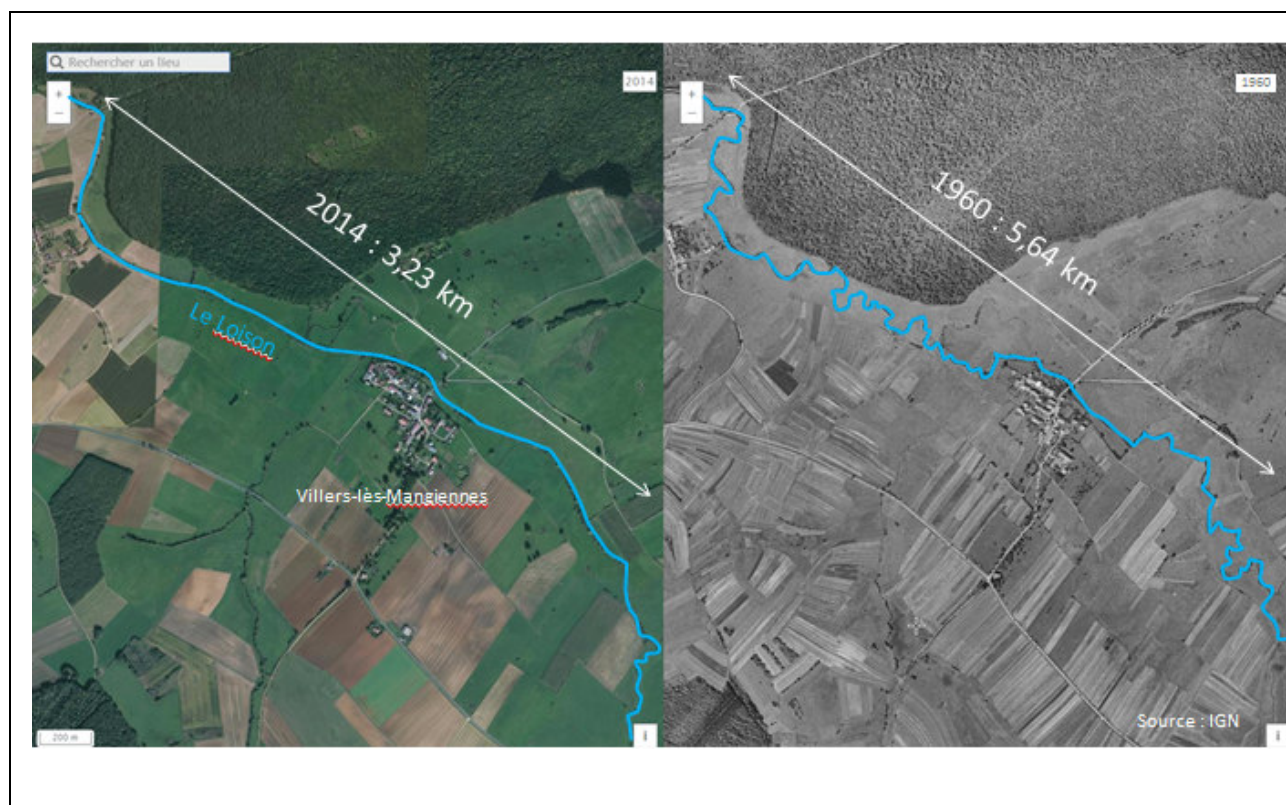 Rechercher un lieu
+
−
2014
2014 : 3,23 km
Le Loison
Villers-lès-Mangiennes
200 m
i
+
−
1960
1960 : 5,64 km
Source : IGN
i